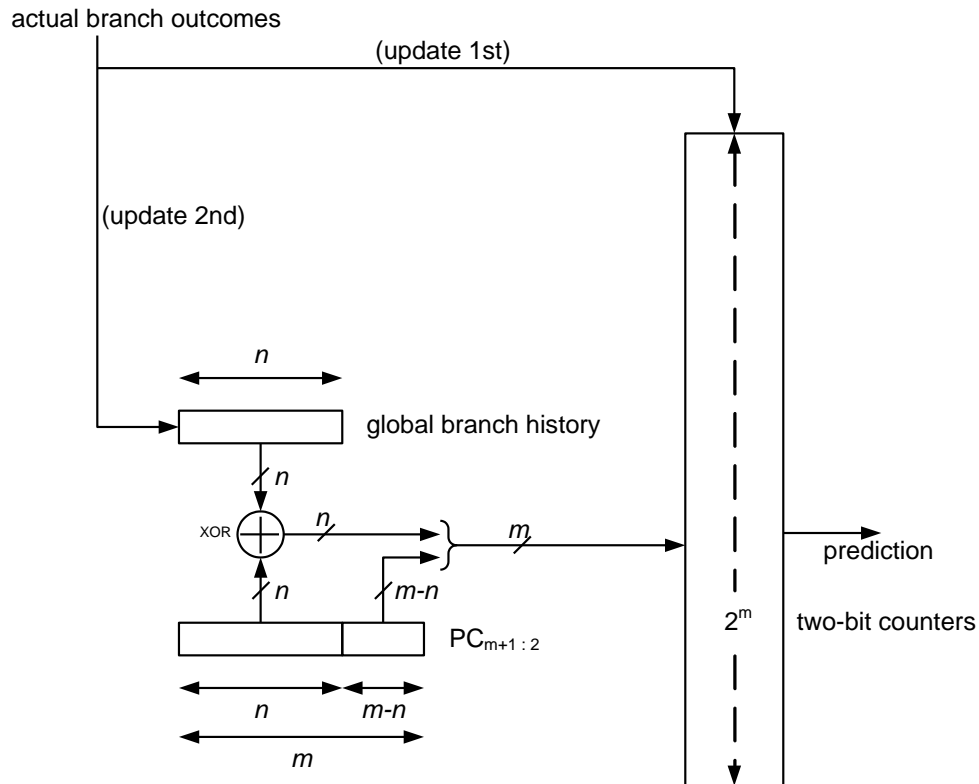 actual branch outcomes
(update 1st)
(update 2nd)
n
global branch history
n
XOR
n
m
n
m-n
prediction
2^m two-bit counters
PC_{m+1 : 2}
n
m-n
m